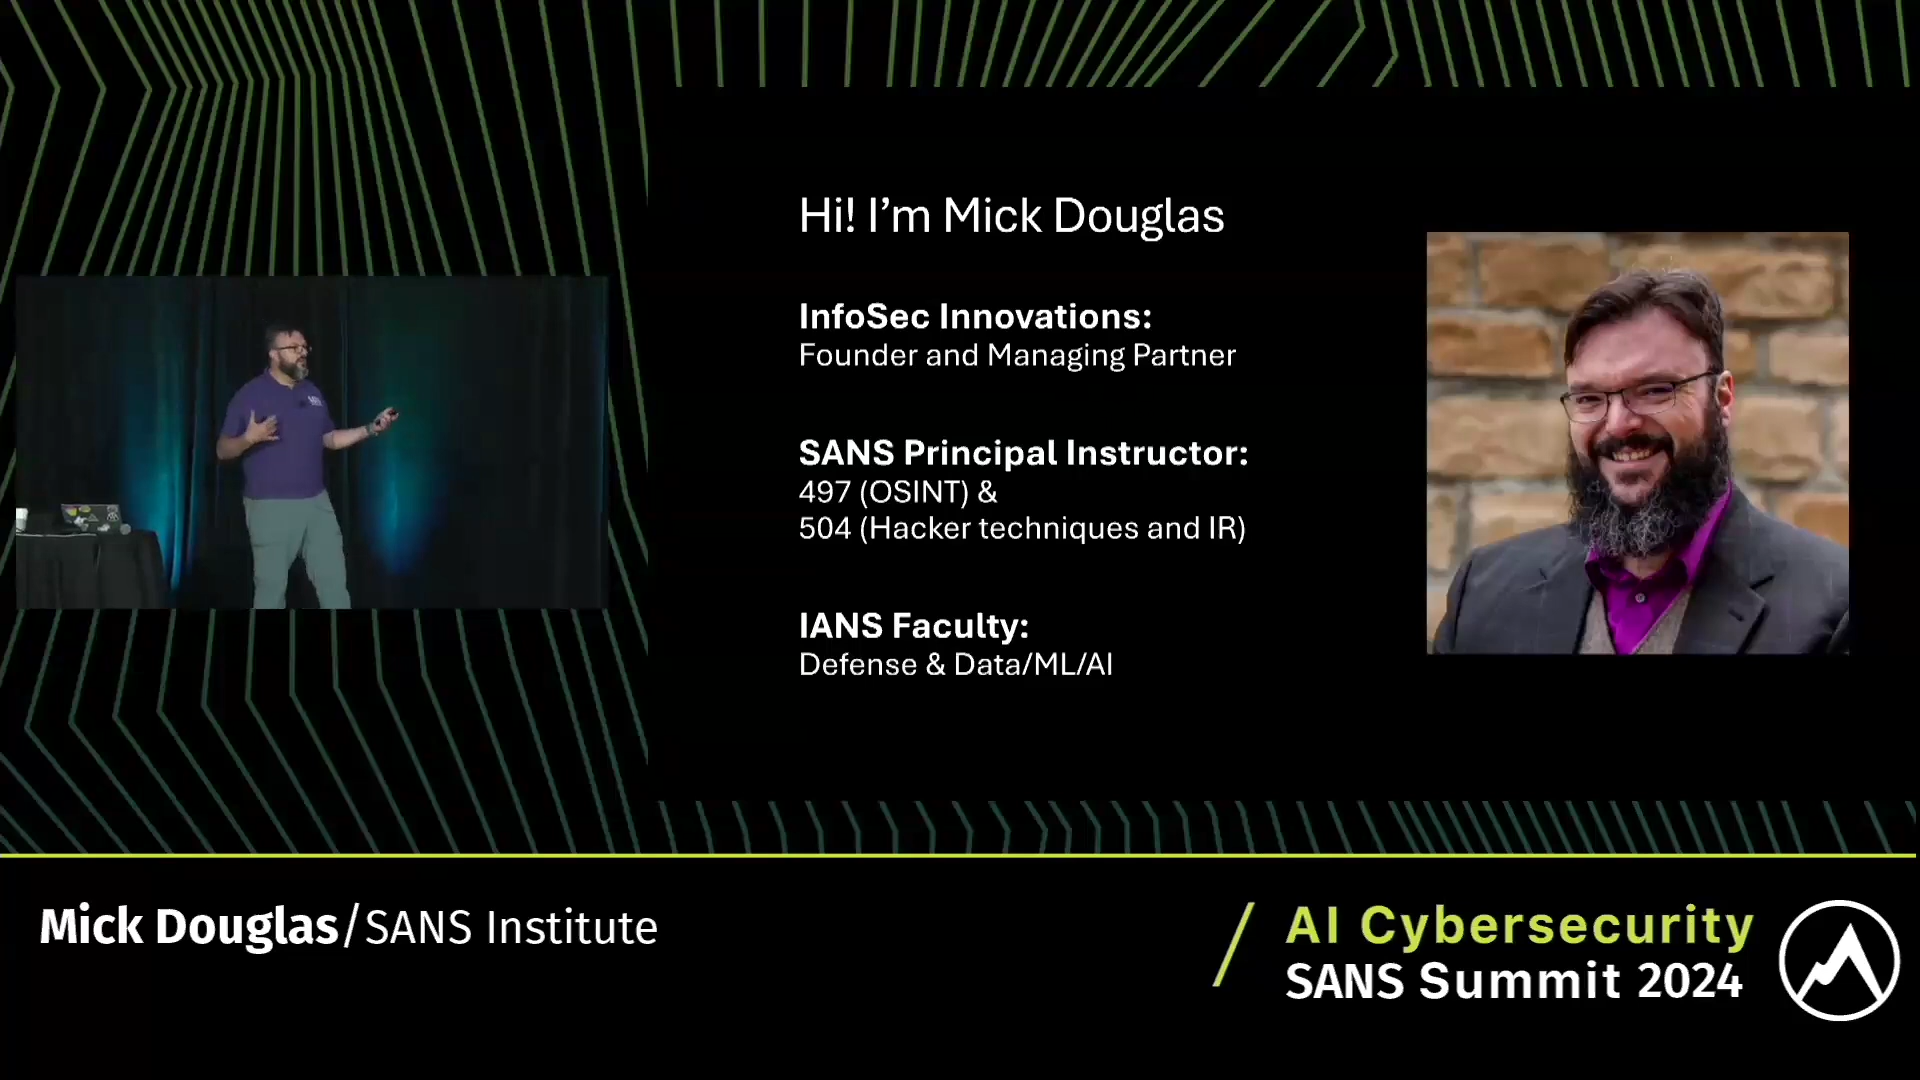 Hi! I’m Mick Douglas
InfoSec Innovations:
Founder and Managing Partner
SANS Principal Instructor:
497 (OSINT) &
504 (Hacker techniques and IR)
IANS Faculty:
Defense & Data/ML/AI
Mick Douglas/SANS Institute
/ AI Cybersecurity
SANS Summit 2024